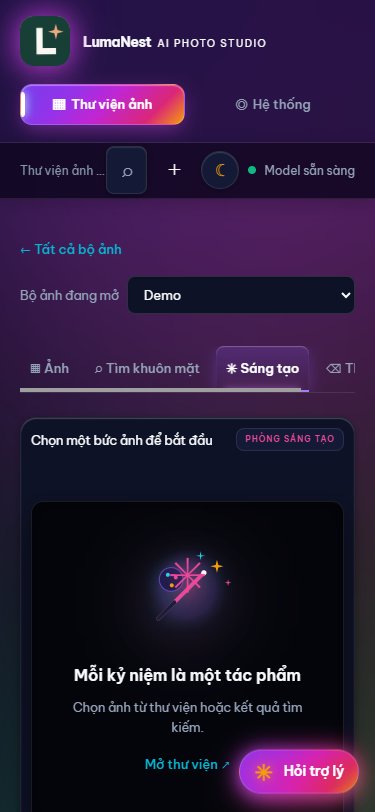 L
LumaNest AI PHOTO STUDIO
Thư viện ảnh
Hệ thống
Thư viện ảnh ...
Model sẵn sàng
← Tất cả bộ ảnh
Bộ ảnh đang mở
Demo
Ảnh
Tìm khuôn mặt
Sáng tạo
Chọn một bức ảnh để bắt đầu
PHÒNG SÁNG TẠO
Mỗi kỷ niệm là một tác phẩm
Chọn ảnh từ thư viện hoặc kết quả tìm
kiếm.
Mở thư viện ↗
Hỏi trợ lý